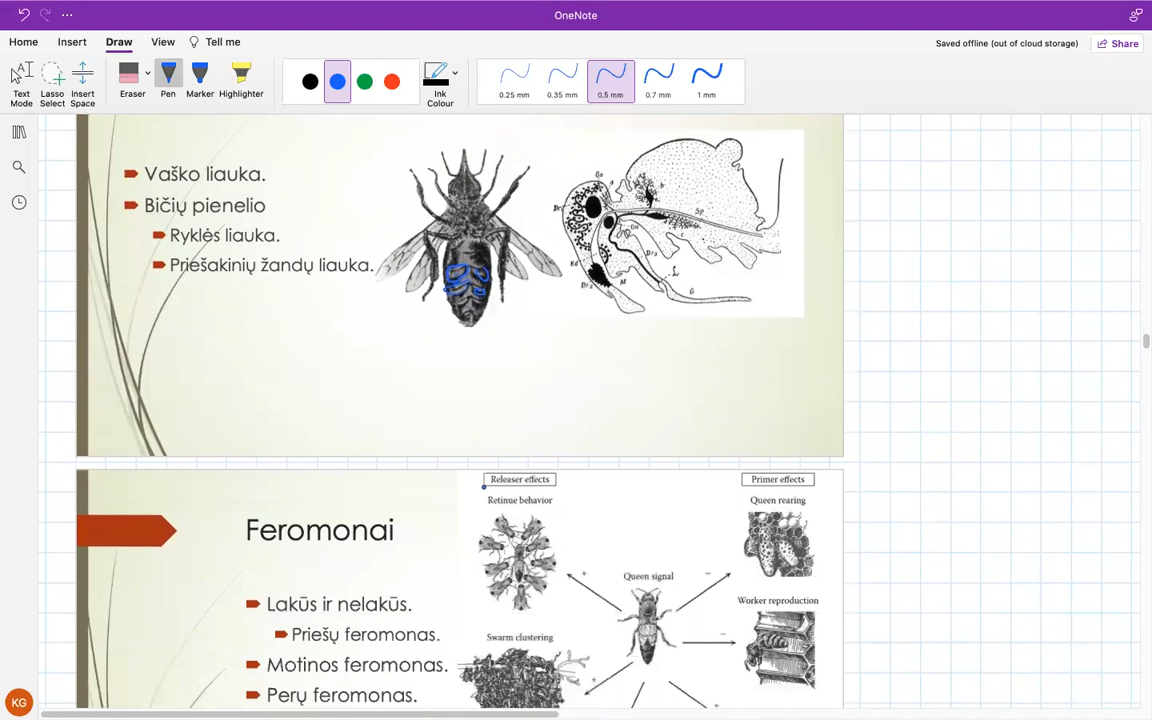 OneNote
Home Insert Draw View Tell me
Saved offline (out of cloud storage) Share
Text Mode
Lasso Select
Insert Space
Eraser
Pen
Marker
Highlighter
Ink Colour
0.25 mm
0.35 mm
0.5 mm
0.7 mm
1 mm
Vaško liauka.
Bičių pienelio
Ryklės liauka.
Priešakinių žandų liauka.
Sp
Kd
M
L
G
Releaser effects
Primer effects
Retinue behavior
Queen rearing
Feromonai
Queen signal
Lakūs ir nelakūs.
Worker reproduction
Priešų feromonas.
Swarm clustering
Motinos feromonas.
Perų feromonas.
KG